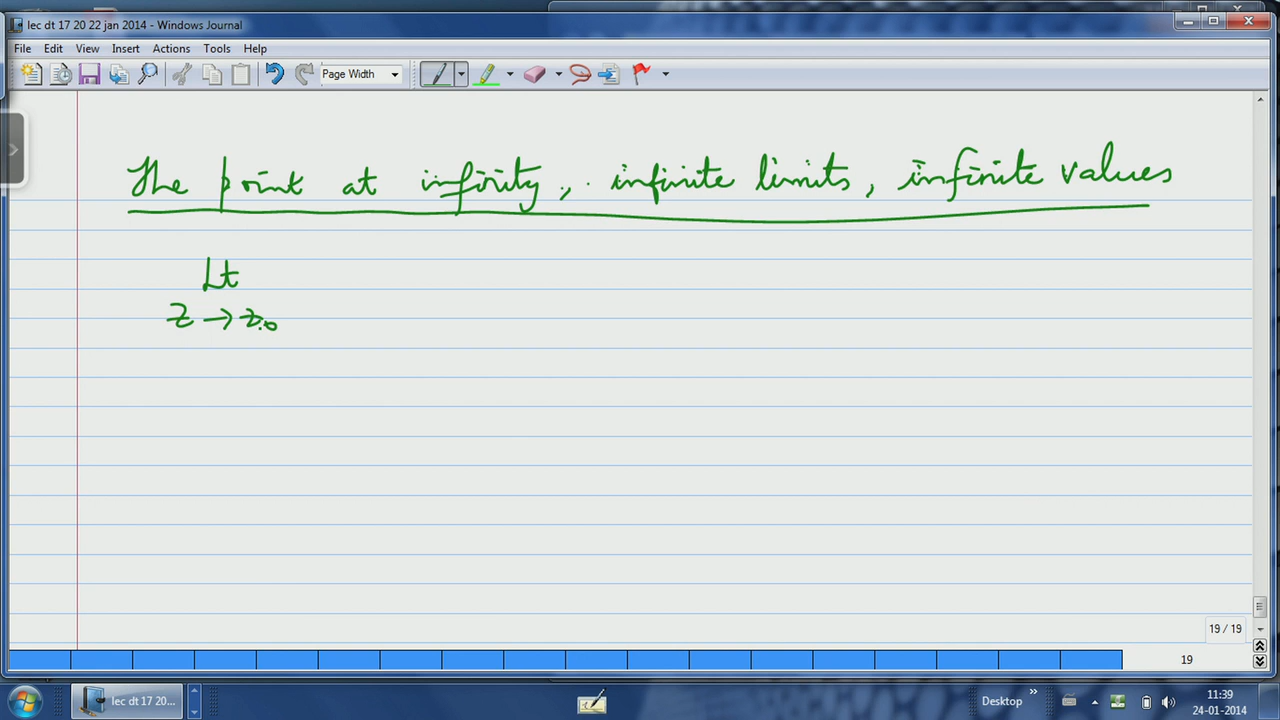 lec dt 17 20 22 jan 2014 - Windows Journal
File Edit View Insert Actions Tools Help
Page Width
The point at infinity, infinite limits, infinite values
Lt
z → z₀
19 / 19
19
lec dt 17 20...
Desktop
11:39
24-01-2014